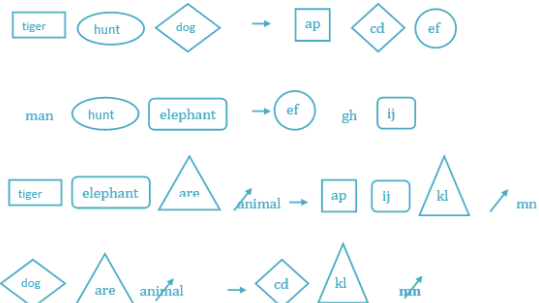 tiger hunt dog ap cd ef
man hunt elephant ef gh ij
tiger elephant are animal ap ij kl mn
dog are animal cd kl mn